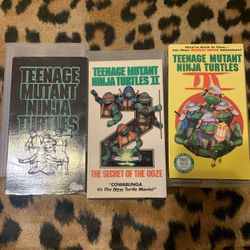 TEENAGE
MUTANT
NINJA
TURTLES
TEENAGE MUTANT
NINJA TURTLES II
THE SECRET OF THE OOZE
"COWABUNGA
It's The New Turtle Movie!"
They're Back In Time...
TEENAGE MUTANT
NINJA TURTLES
III
FREE